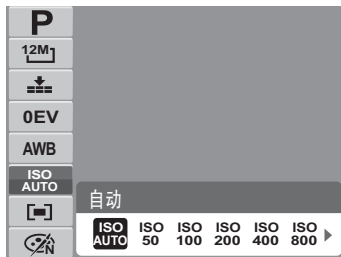 P
12M
0EV
AWB
ISO AUTO
自动
ISO AUTO ISO 50 ISO 100 ISO 200 ISO 400 ISO 800
N